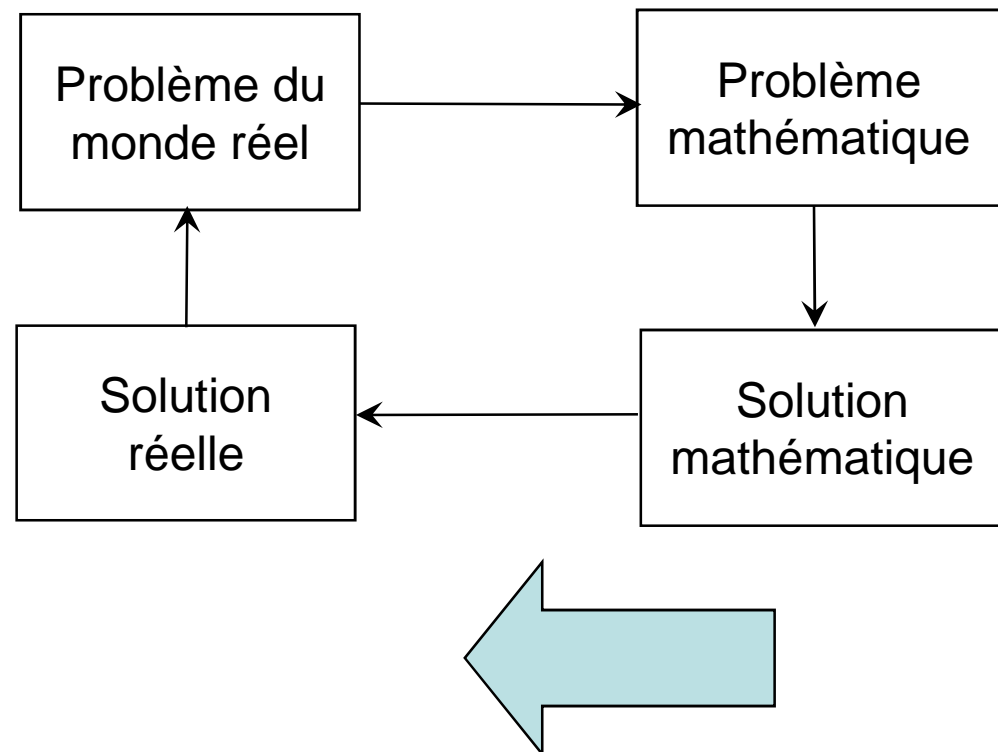 Problème du
monde réel
Problème
mathématique
Solution
réelle
Solution
mathématique